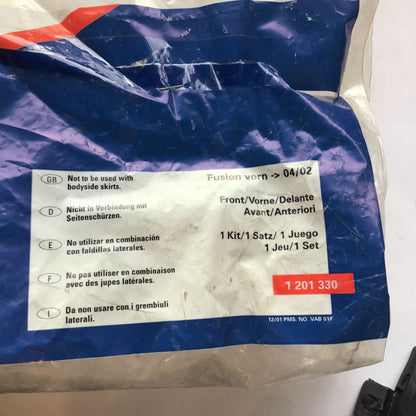 GB Not to be used with
bodyside skirts.
D Nicht in Verbindung mit
Seitenschürzen.
E No utilizar en combinación
con faldillas laterales.
F Ne pas utiliser en combinaison
avec des jupes latérales.
I Da non usare con i grembiuli
laterali.
Fusion vorn -> 04/02
Front/Vorne/Delante
Avant/Anteriori
1 Kit/1 Satz/ 1 Juego
1 Jeu/1 Set
1 201 330
12/01 PMS. NO. VAB 01F